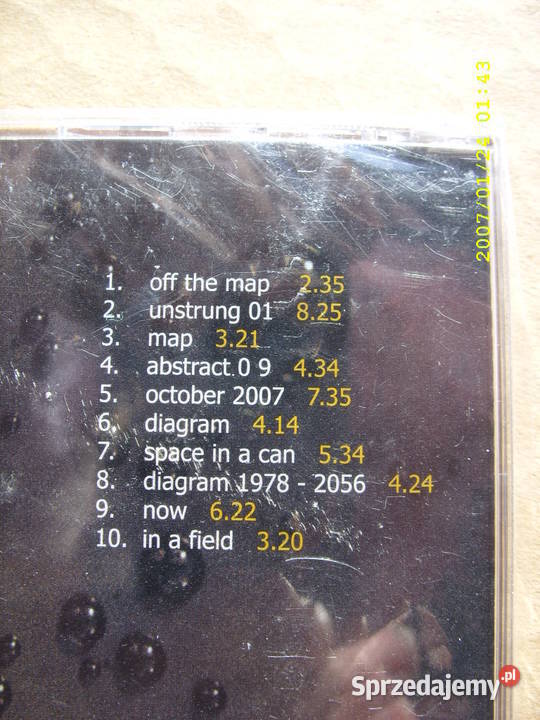 2007/01/24 01:43
1. off the map 2.35
2. unstrung 01 8.25
3. map 3.21
4. abstract 0 9 4.34
5. october 2007 7.35
6. diagram 4.14
7. space in a can 5.34
8. diagram 1978 - 2056 4.24
9. now 6.22
10. in a field 3.20
Sprzedajemy.pl